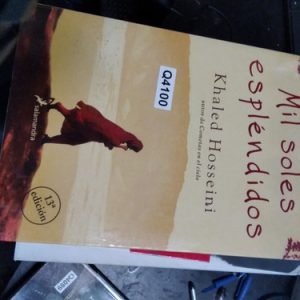 Mil soles
espléndidos
Khaled Hosseini
autor de Cometas en el cielo
Q4100
salamandra
13ª
edición